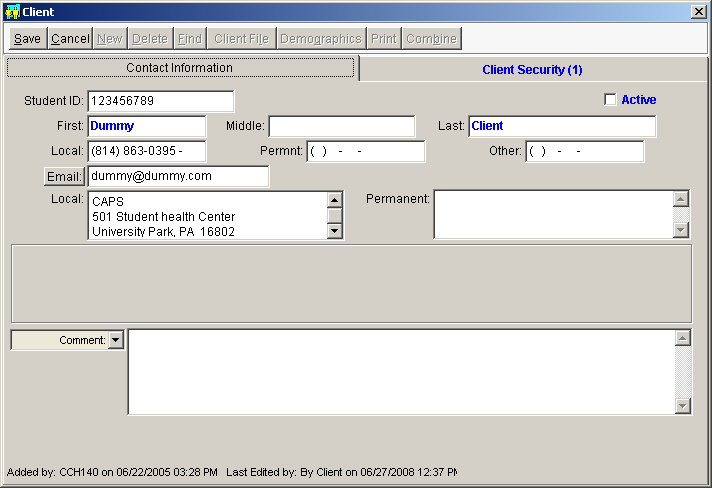 Client
Save Cancel New Delete Find Client File Demographics Print Combine
Contact Information Client Security (1)
Student ID: 123456789 Active
First: Dummy Middle: Last: Client
Local: (814) 863-0395 - Permnt: ( ) - - Other: ( ) - -
Email: dummy@dummy.com
Local: CAPS Permanent:
501 Student health Center
University Park, PA 16802
Comment:
Added by: CCH140 on 06/22/2005 03:28 PM Last Edited by: By Client on 06/27/2008 12:37 PM